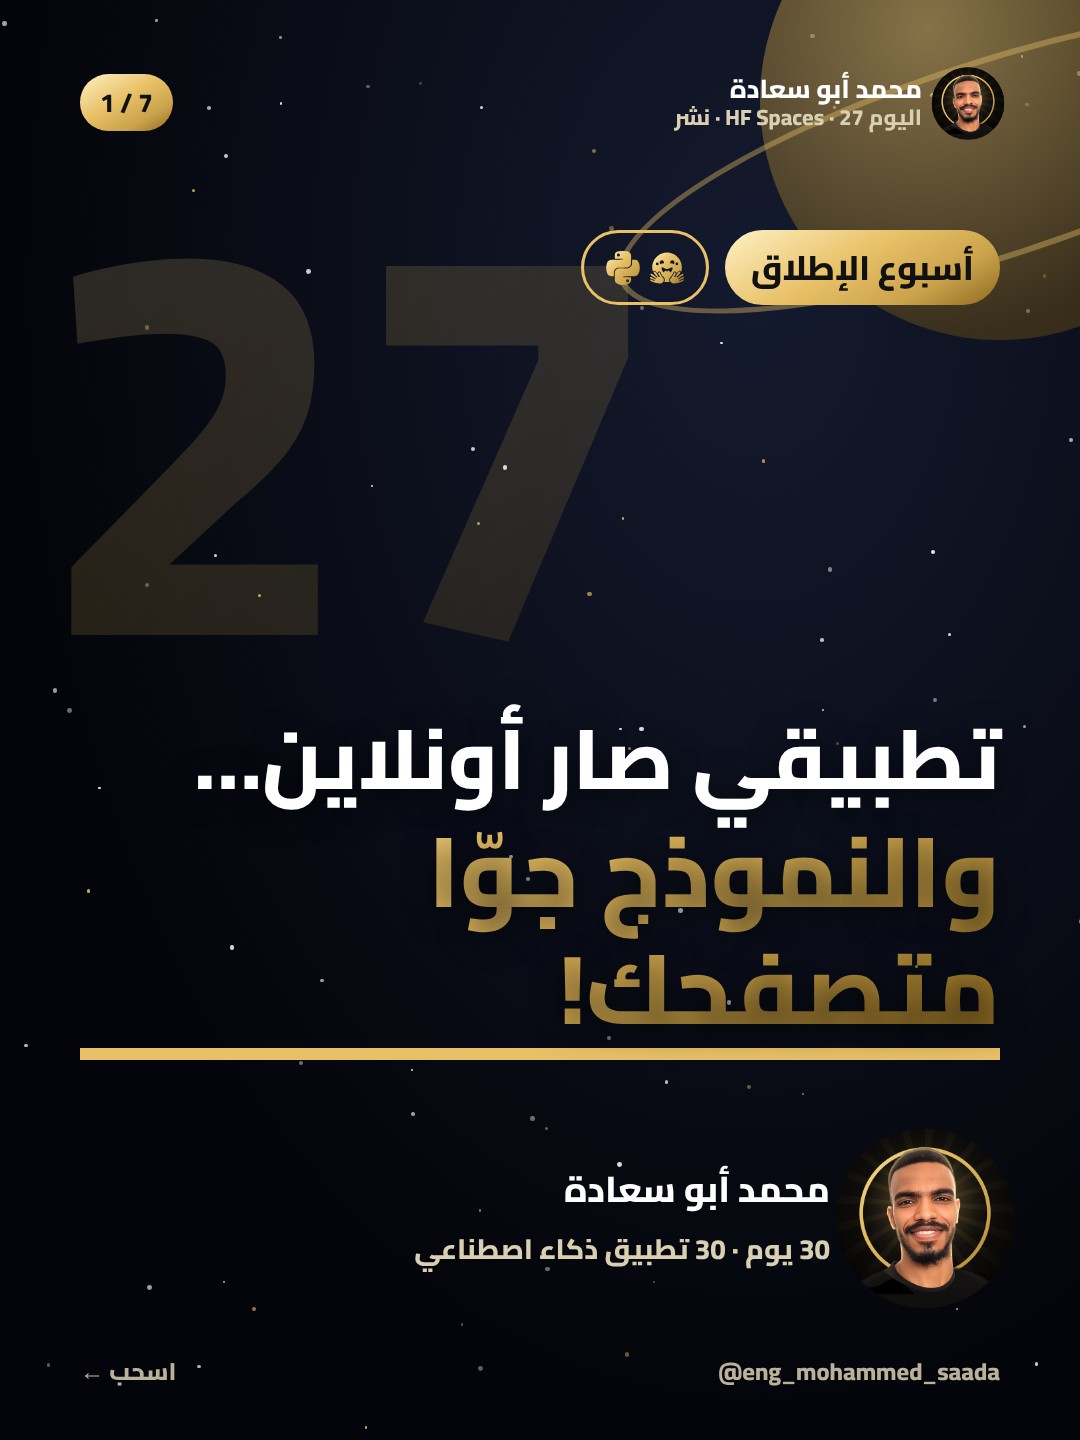 محمد أبو سعادة
اليوم 27 · HF Spaces · نشر
1 / 7
أسبوع الإطلاق
27
تطبيقي صار أونلاين...
والنموذج جوّا
متصفحك!
محمد أبو سعادة
30 يوم · 30 تطبيق ذكاء اصطناعي
@eng_mohammed_saada
اسحب ←